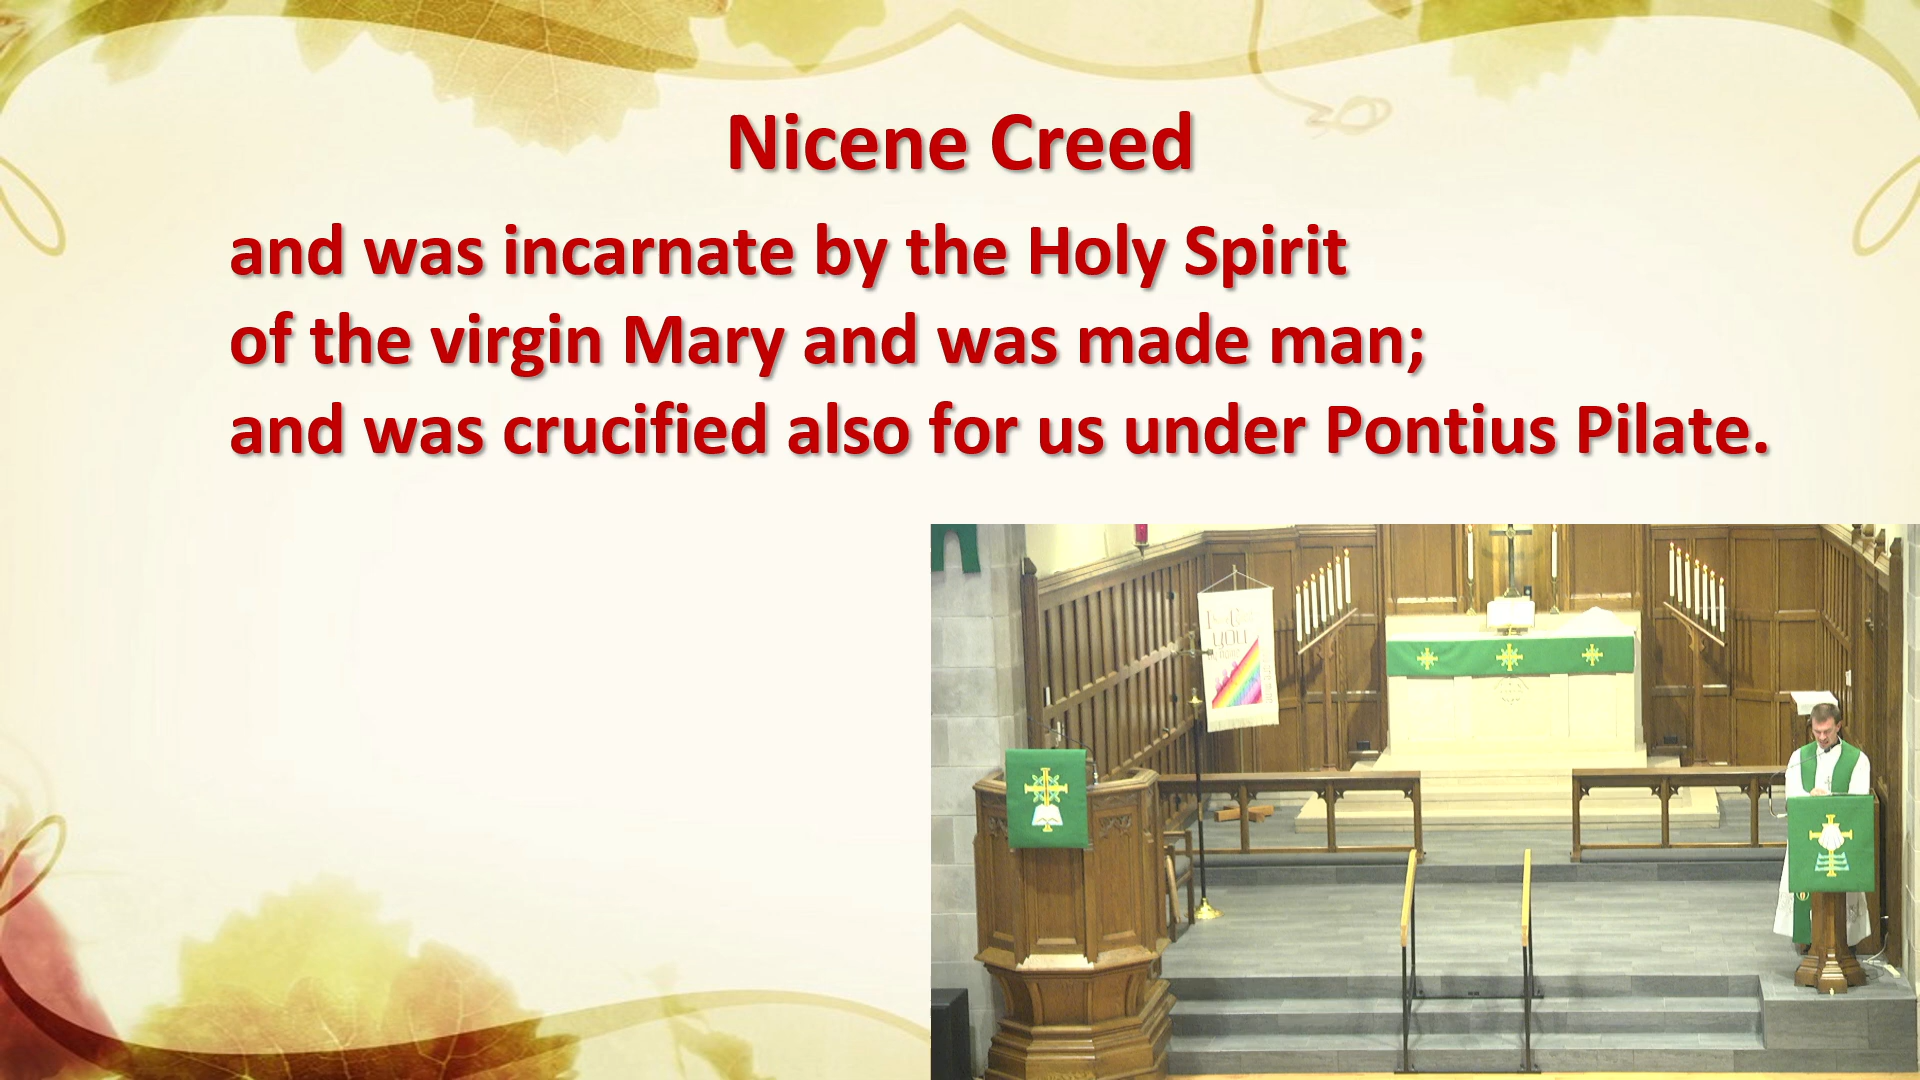 Nicene Creed
and was incarnate by the Holy Spirit
of the virgin Mary and was made man;
and was crucified also for us under Pontius Pilate.
YOU